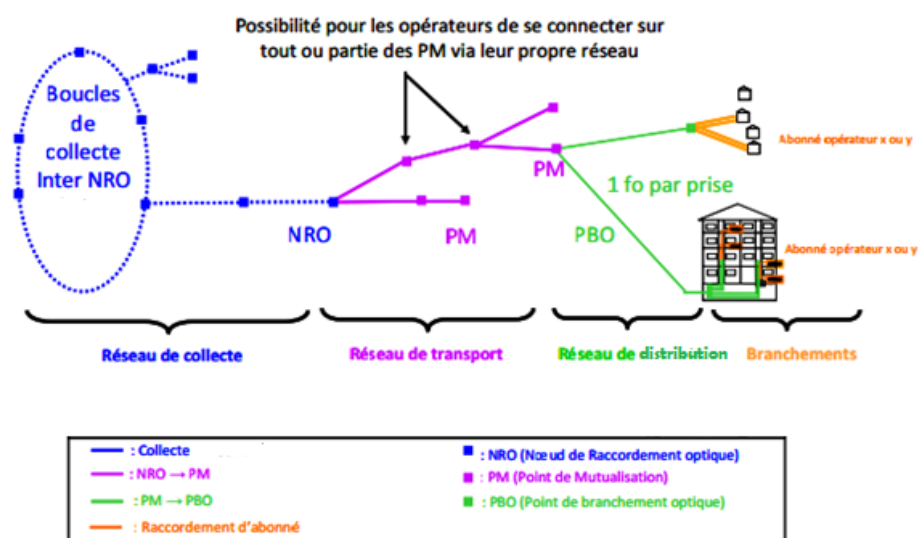 Possibilité pour les opérateurs de se connecter sur
tout ou partie des PM via leur propre réseau
Boucles
de
collecte
Inter NRO
Abonné opérateur x ou y
PM
1 fo par prise
NRO
PM
PBO
Abonné opérateur x ou y
Réseau de collecte
Réseau de transport
Réseau de distribution
Branchements
: Collecte
: NRO → PM
: PM → PBO
: Raccordement d'abonné
: NRO (Nœud de Raccordement optique)
: PM (Point de Mutualisation)
: PBO (Point de branchement optique)